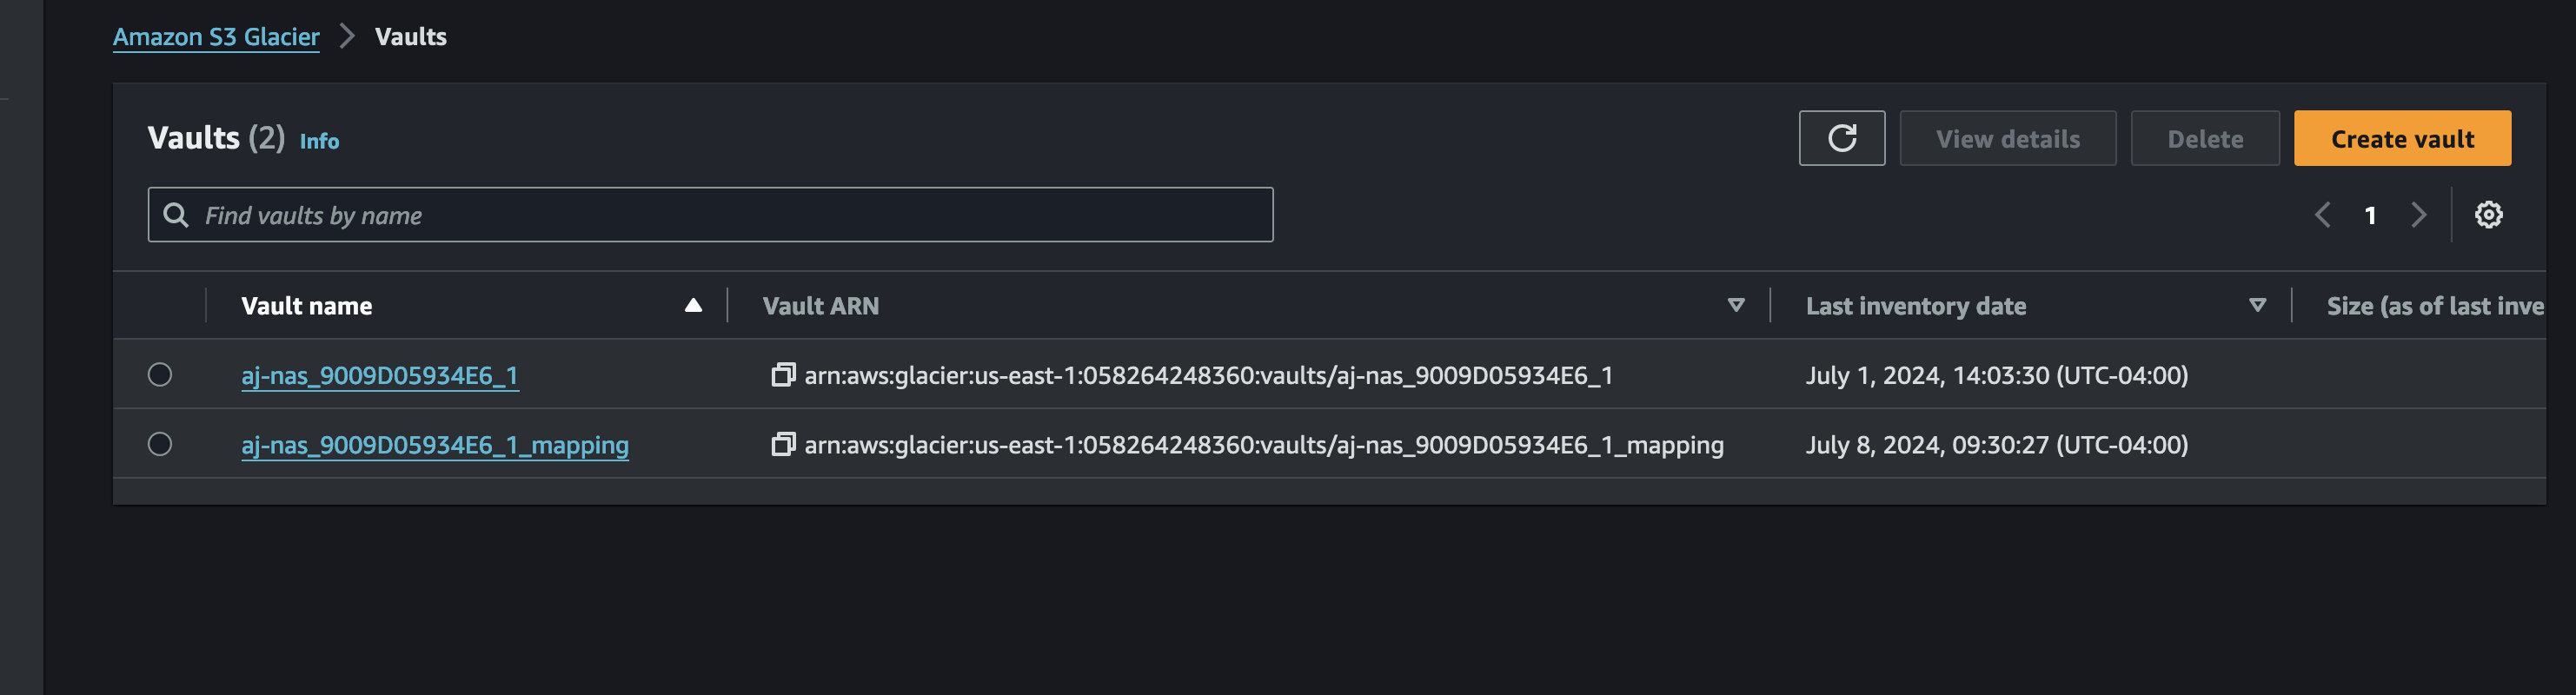 Amazon S3 Glacier > Vaults
Vaults (2) Info
View details
Delete
Create vault
Find vaults by name
1
Vault name Vault ARN Last inventory date Size (as of last inve
aj-nas_9009D05934E6_1 arn:aws:glacier:us-east-1:058264248360:vaults/aj-nas_9009D05934E6_1 July 1, 2024, 14:03:30 (UTC-04:00)
aj-nas_9009D05934E6_1_mapping arn:aws:glacier:us-east-1:058264248360:vaults/aj-nas_9009D05934E6_1_mapping July 8, 2024, 09:30:27 (UTC-04:00)